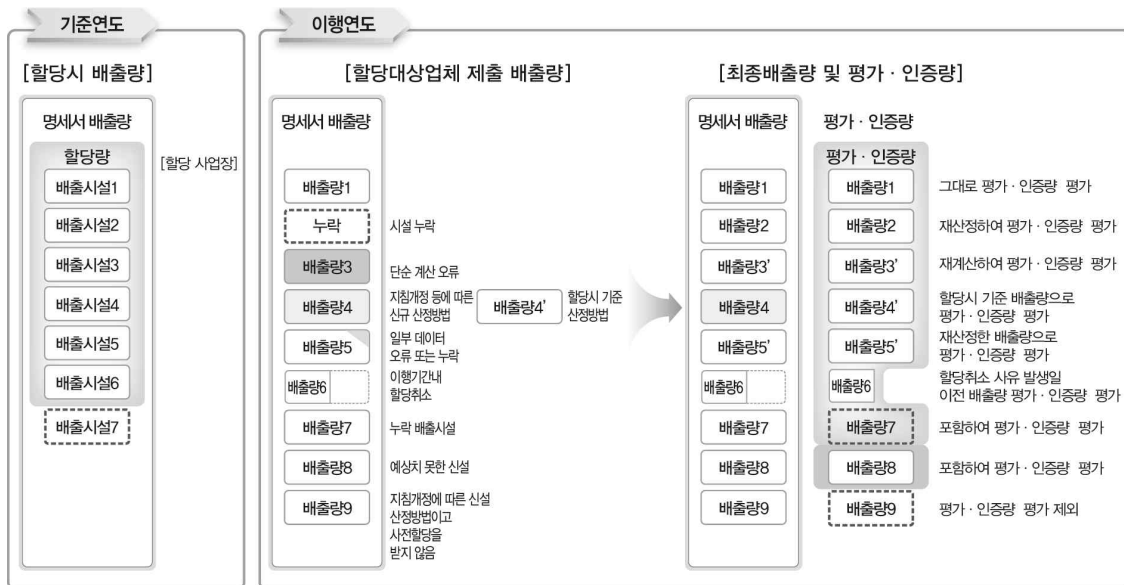 기준연도
[할당시 배출량]
명세서 배출량
할당량
배출시설1
배출시설2
배출시설3
배출시설4
배출시설5
배출시설6
배출시설7
[할당 사업장]
이행연도
[할당대상업체 제출 배출량]
명세서 배출량
배출량1
누락
시설 누락
배출량3
단순 계산 오류
배출량4
지침개정 등에 따른
신규 산정방법
배출량4'
할당시 기준
산정방법
배출량5
일부 데이터
오류 또는 누락
배출량6
이행기간내
할당취소
배출량7
누락 배출시설
배출량8
예상치 못한 신설
배출량9
지침개정에 따른 신설
산정방법이고
사전할당을
받지 않음
[최종배출량 및 평가·인증량]
명세서 배출량
배출량1
배출량2
배출량3'
배출량4
배출량5'
배출량6
배출량7
배출량8
배출량9
평가·인증량
평가·인증량
배출량1
그대로 평가·인증량 평가
배출량2
재산정하여 평가·인증량 평가
배출량3'
재계산하여 평가·인증량 평가
배출량4'
할당시 기준 배출량으로
평가·인증량 평가
배출량5'
재산정한 배출량으로
평가·인증량 평가
배출량6
할당취소 사유 발생일
이전 배출량 평가·인증량 평가
배출량7
포함하여 평가·인증량 평가
배출량8
포함하여 평가·인증량 평가
배출량9
평가·인증량 평가 제외